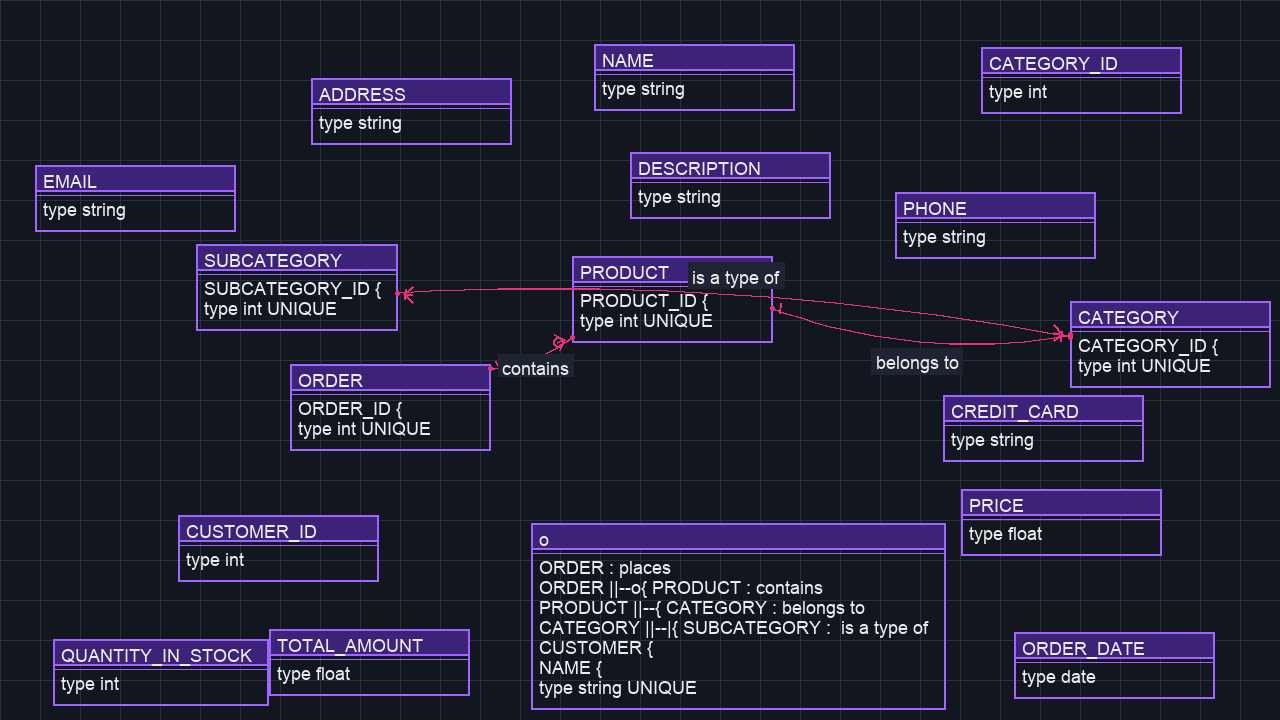 NAME
type string
CATEGORY_ID
type int
ADDRESS
type string
DESCRIPTION
type string
EMAIL
type string
PHONE
type string
SUBCATEGORY
SUBCATEGORY_ID {
type int UNIQUE
PRODUCT
is a type of
PRODUCT_ID {
type int UNIQUE
CATEGORY
CATEGORY_ID {
type int UNIQUE
contains
belongs to
ORDER
ORDER_ID {
type int UNIQUE
CREDIT_CARD
type string
PRICE
type float
CUSTOMER_ID
type int
o
ORDER : places
ORDER ||--o{ PRODUCT : contains
PRODUCT ||--{ CATEGORY : belongs to
CATEGORY ||--|{ SUBCATEGORY :  is a type of
CUSTOMER {
NAME {
type string UNIQUE
QUANTITY_IN_STOCK
type int
TOTAL_AMOUNT
type float
ORDER_DATE
type date